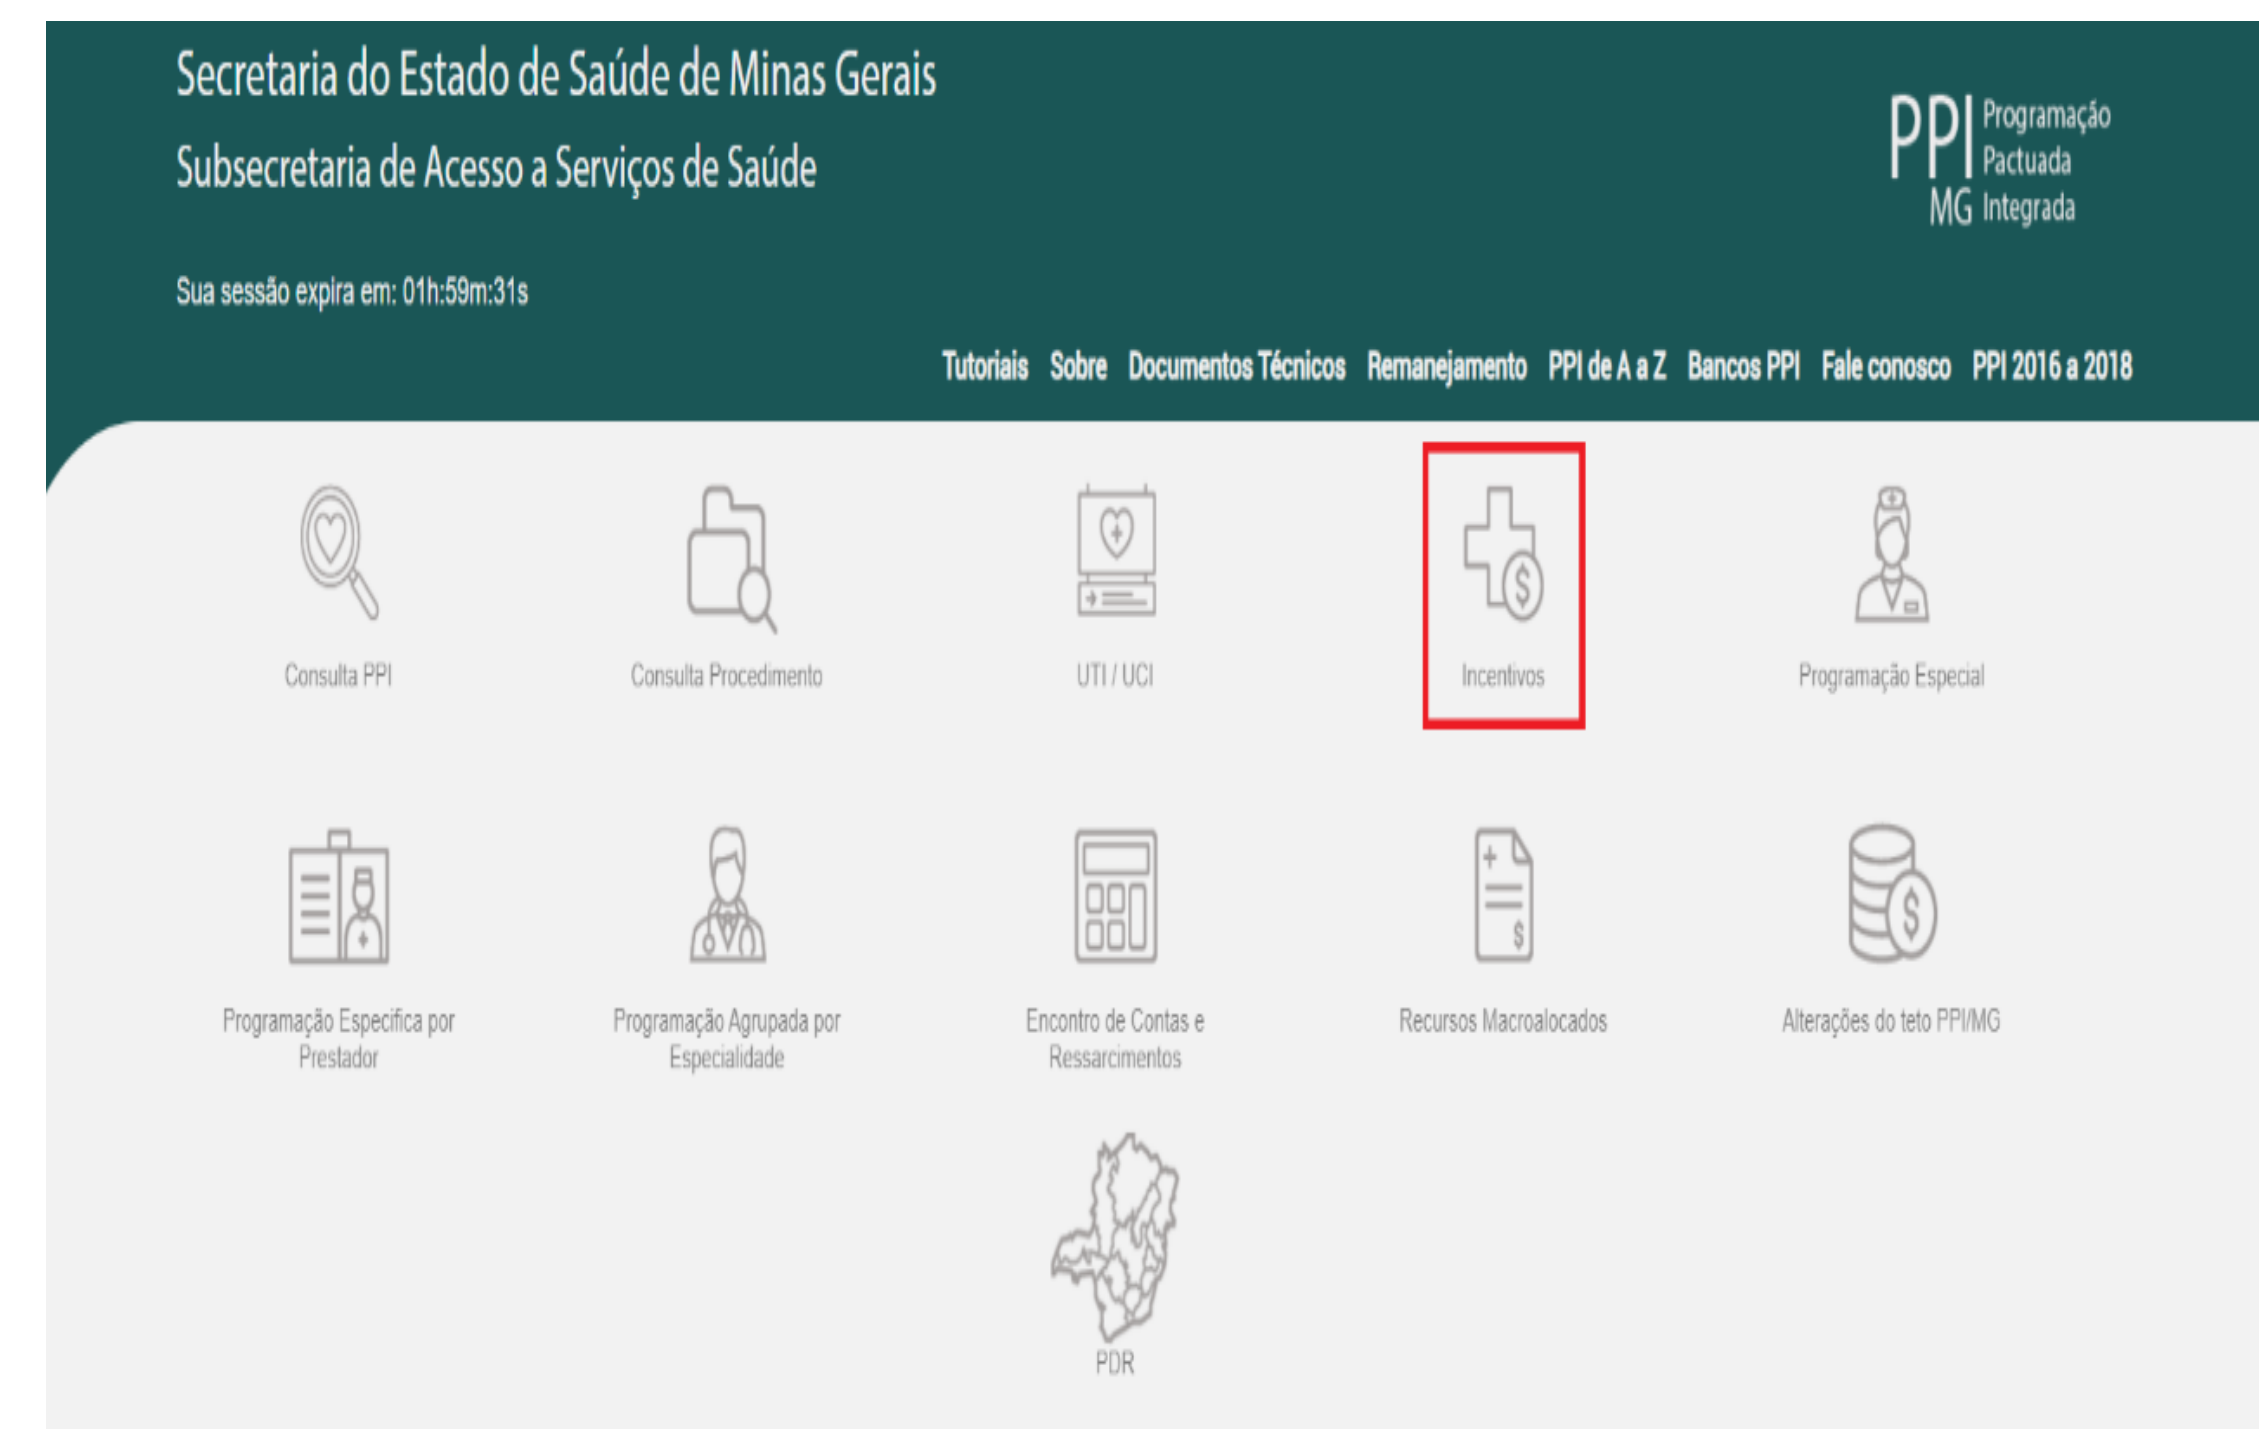 Secretaria do Estado de Saúde de Minas Gerais
Subsecretaria de Acesso a Serviços de Saúde
PPI MG
Programação
Pactuada
Integrada
Sua sessão expira em: 01h:59m:31s
Tutoriais Sobre Documentos Técnicos Remanejamento PPI de A a Z Bancos PPI Fale conosco PPI 2016 a 2018
Consulta PPI
Consulta Procedimento
UTI / UCI
Incentivos
Programação Especial
Programação Específica por
Prestador
Programação Agrupada por
Especialidade
Encontro de Contas e
Ressarcimentos
Recursos Macroalocados
Alterações do teto PPI/MG
PDR